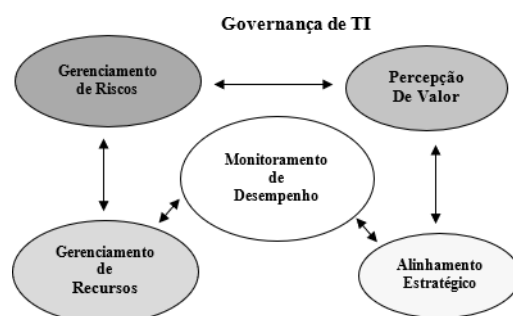 Governança de TI
Gerenciamento
de Riscos
Percepção
De Valor
Monitoramento
de
Desempenho
Gerenciamento
de
Recursos
Alinhamento
Estratégico